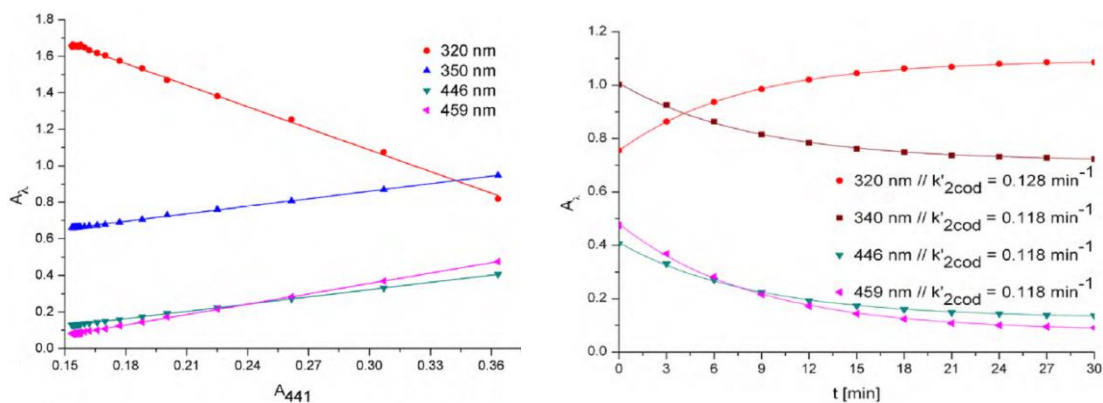 1.8
1.6
1.4
1.2
1.0
0.8
0.6
0.4
0.2
0.0
A_λ
320 nm
350 nm
446 nm
459 nm
0.15 0.18 0.21 0.24 0.27 0.30 0.33 0.36
A_441
1.2
1.0
0.8
0.6
0.4
0.2
0.0
A_λ
320 nm // k'_2cod = 0.128 min⁻¹
340 nm // k'_2cod = 0.118 min⁻¹
446 nm // k'_2cod = 0.118 min⁻¹
459 nm // k'_2cod = 0.118 min⁻¹
0 3 6 9 12 15 18 21 24 27 30
t [min]